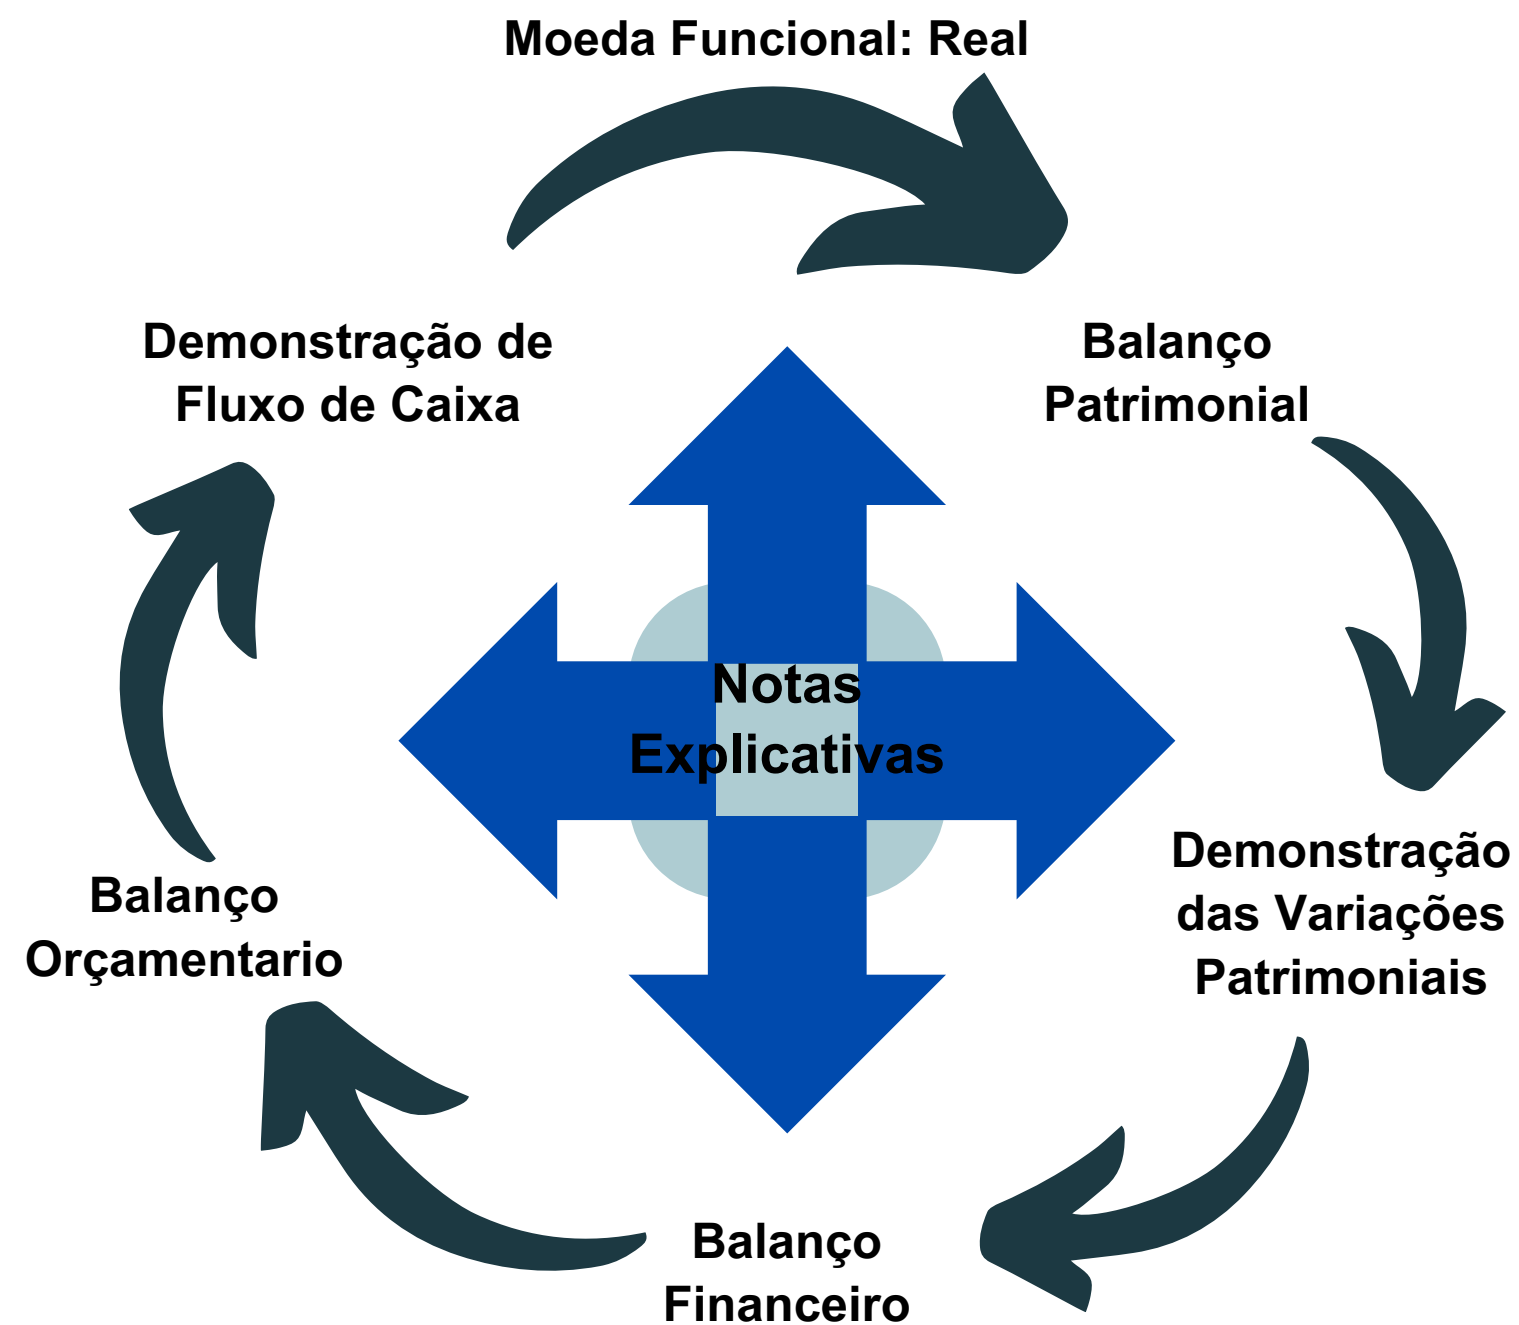 Moeda Funcional: Real
Demonstração de
Fluxo de Caixa
Balanço
Patrimonial
Notas
Explicativas
Demonstração
das Variações
Patrimoniais
Balanço
Orçamentario
Balanço
Financeiro